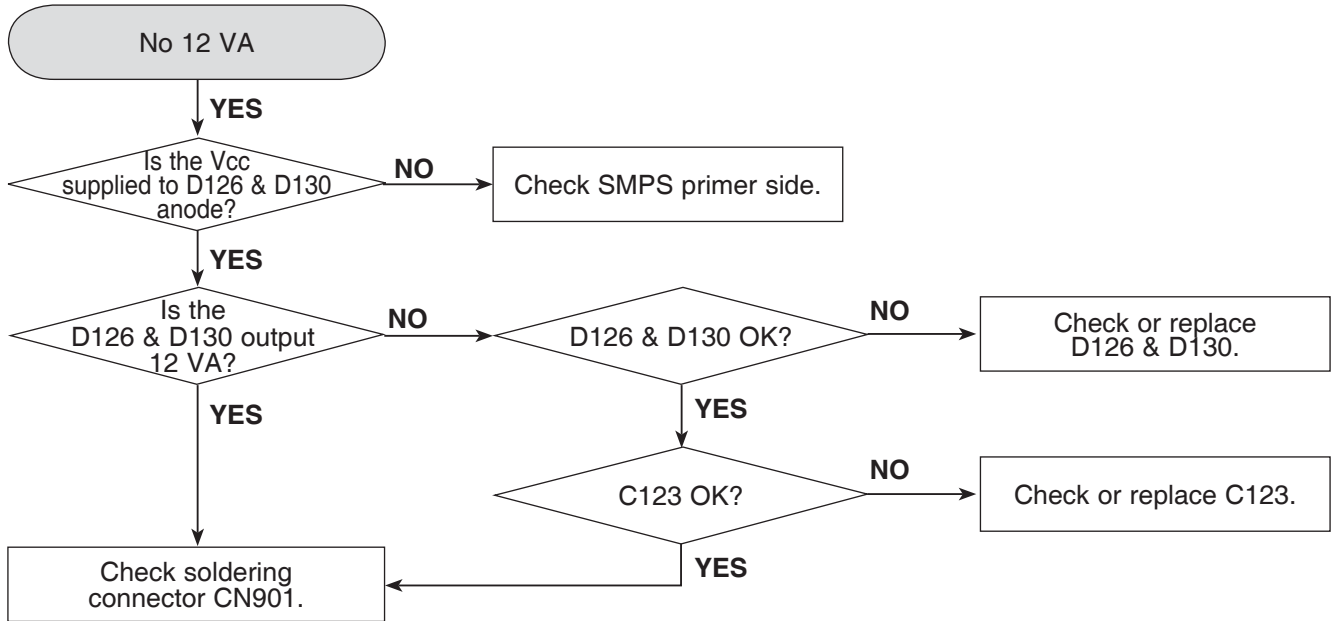 No 12 VA
YES
Is the Vcc
supplied to D126 & D130
anode?
NO
Check SMPS primer side.
YES
Is the
D126 & D130 output
12 VA?
NO
D126 & D130 OK?
NO
Check or replace
D126 & D130.
YES
YES
C123 OK?
NO
Check or replace C123.
YES
Check soldering
connector CN901.